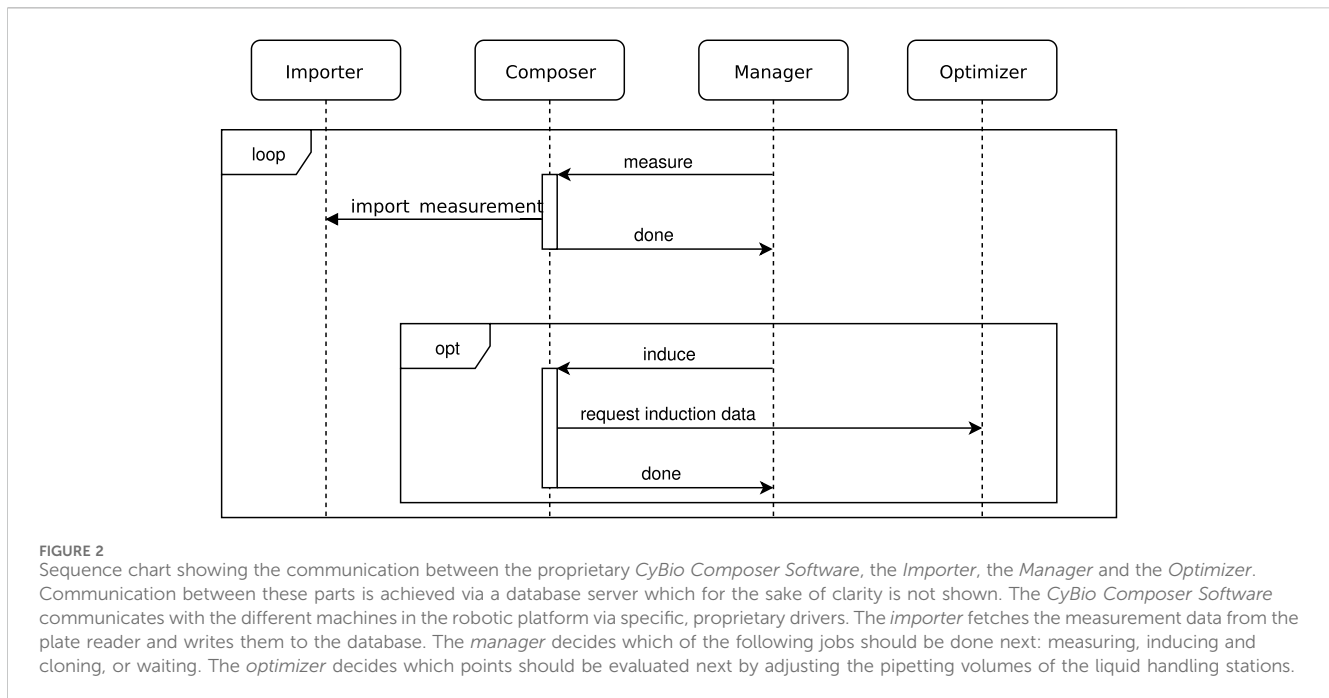 Importer Composer Manager Optimizer
loop
measure
import measurement
done
opt
induce
request induction data
done
FIGURE 2
Sequence chart showing the communication between the proprietary CyBio Composer Software, the Importer, the Manager and the Optimizer.
Communication between these parts is achieved via a database server which for the sake of clarity is not shown. The CyBio Composer Software
communicates with the different machines in the robotic platform via specific, proprietary drivers. The importer fetches the measurement data from the
plate reader and writes them to the database. The manager decides which of the following jobs should be done next: measuring, inducing and
cloning, or waiting. The optimizer decides which points should be evaluated next by adjusting the pipetting volumes of the liquid handling stations.